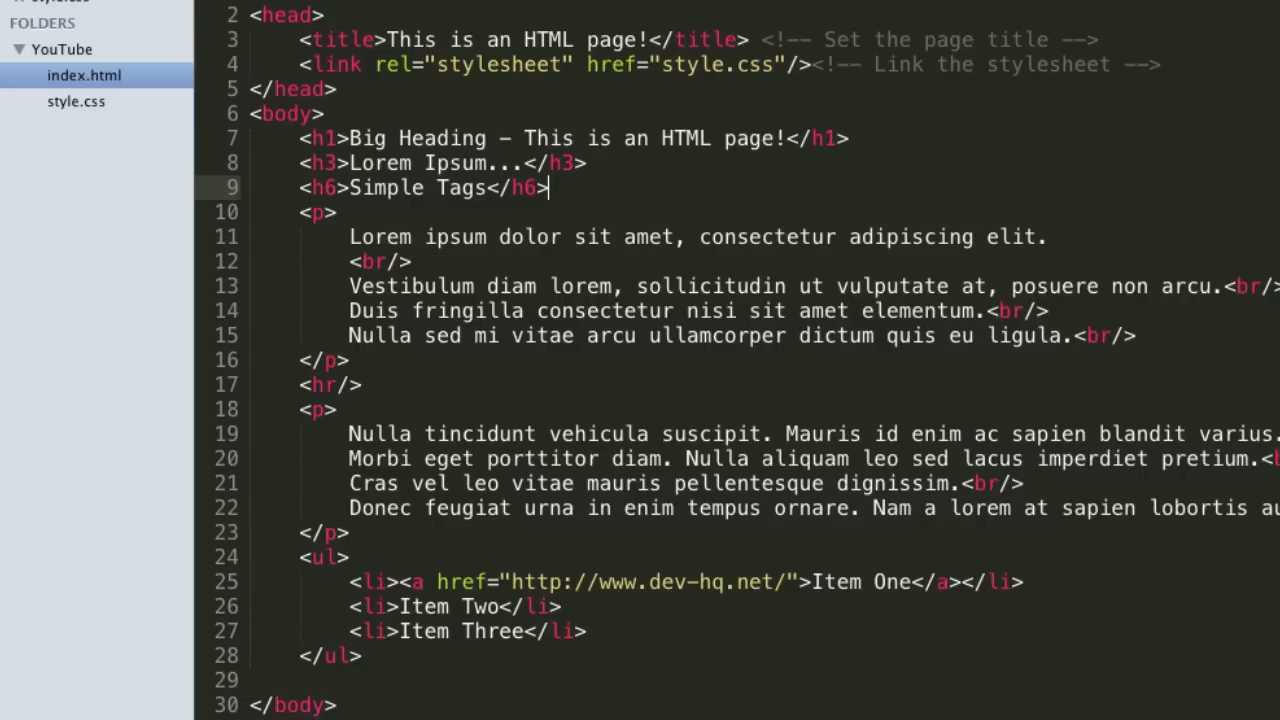 style.css
FOLDERS
YouTube
index.html
style.css
2 <head>
3 <title>This is an HTML page!</title> <!-- Set the page title -->
4 <link rel="stylesheet" href="style.css"/><!-- Link the stylesheet -->
5 </head>
6 <body>
7 <h1>Big Heading - This is an HTML page!</h1>
8 <h3>Lorem Ipsum...</h3>
9 <h6>Simple Tags</h6>
10 <p>
11 Lorem ipsum dolor sit amet, consectetur adipiscing elit.
12 <br/>
13 Vestibulum diam lorem, sollicitudin ut vulputate at, posuere non arcu.<br/>
14 Duis fringilla consectetur nisi sit amet elementum.<br/>
15 Nulla sed mi vitae arcu ullamcorper dictum quis eu ligula.<br/>
16 </p>
17 <hr/>
18 <p>
19 Nulla tincidunt vehicula suscipit. Mauris id enim ac sapien blandit varius.
20 Morbi eget porttitor diam. Nulla aliquam leo sed lacus imperdiet pretium.<b
21 Cras vel leo vitae mauris pellentesque dignissim.<br/>
22 Donec feugiat urna in enim tempus ornare. Nam a lorem at sapien lobortis au
23 </p>
24 <ul>
25 <li><a href="http://www.dev-hq.net/">Item One</a></li>
26 <li>Item Two</li>
27 <li>Item Three</li>
28 </ul>
29
30 </body>